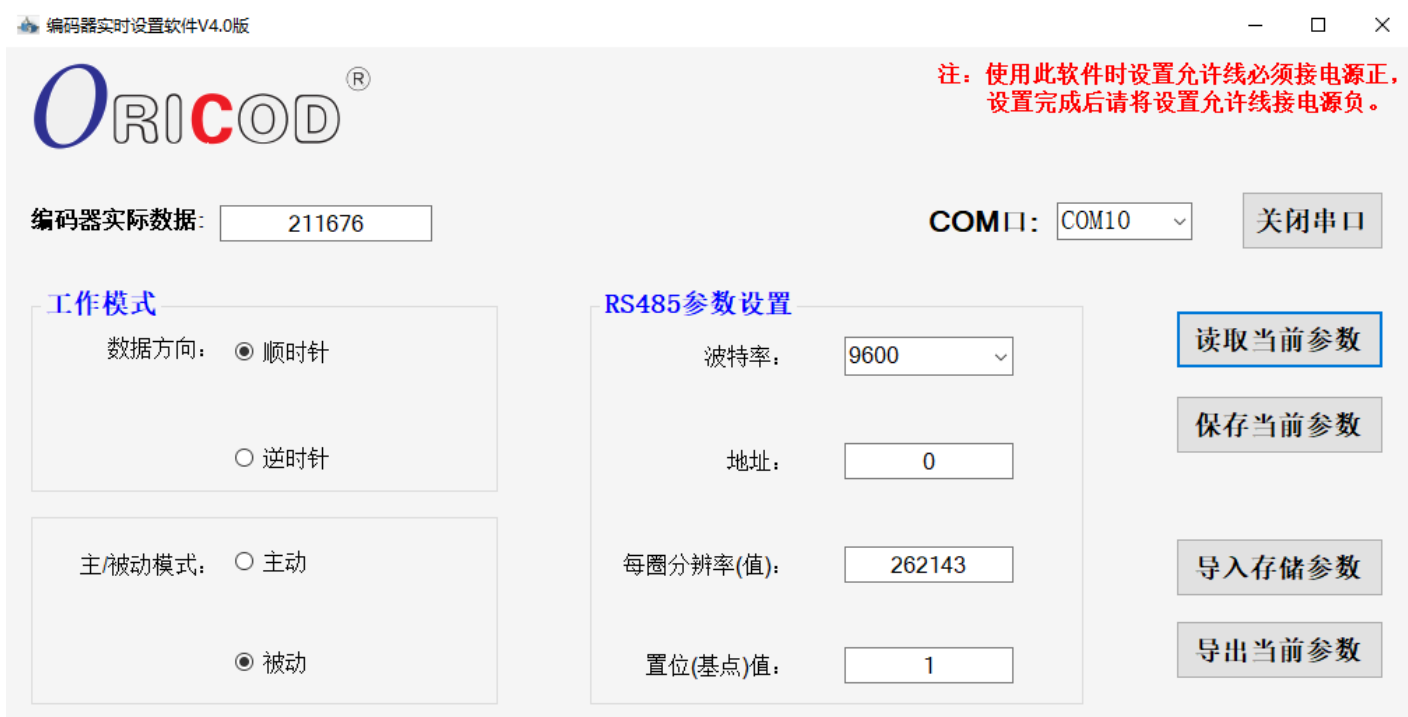 编码器实时设置软件V4.0版
ORICOD®
注：使用此软件时设置允许线必须接电源正，
设置完成后请将设置允许线接电源负。
编码器实际数据: 211676
COM口: COM10
关闭串口
工作模式
数据方向: 顺时针
逆时针
主/被动模式: 主动
被动
RS485参数设置
波特率: 9600
地址: 0
每圈分辨率(值): 262143
置位(基点)值: 1
读取当前参数
保存当前参数
导入存储参数
导出当前参数